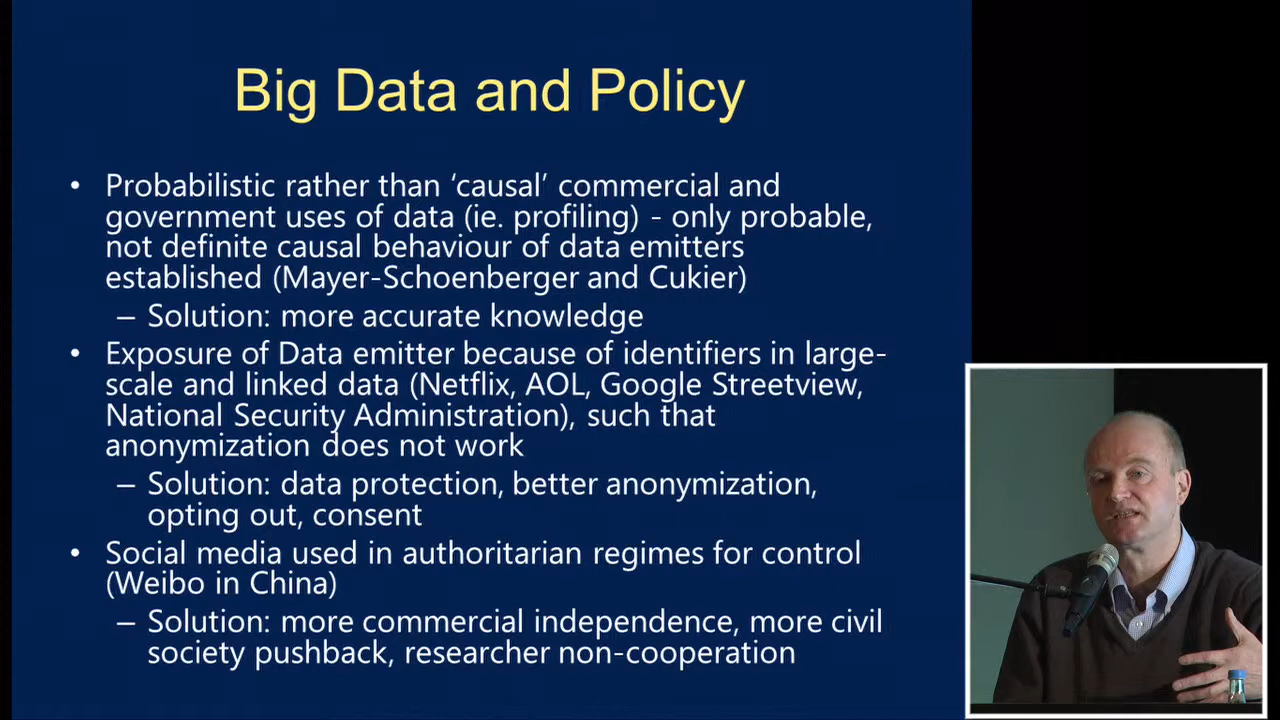 Big Data and Policy
• Probabilistic rather than ‘causal’ commercial and
government uses of data (ie. profiling) - only probable,
not definite causal behaviour of data emitters
established (Mayer-Schoenberger and Cukier)
– Solution: more accurate knowledge
• Exposure of Data emitter because of identifiers in large-
scale and linked data (Netflix, AOL, Google Streetview,
National Security Administration), such that
anonymization does not work
– Solution: data protection, better anonymization,
opting out, consent
• Social media used in authoritarian regimes for control
(Weibo in China)
– Solution: more commercial independence, more civil
society pushback, researcher non-cooperation